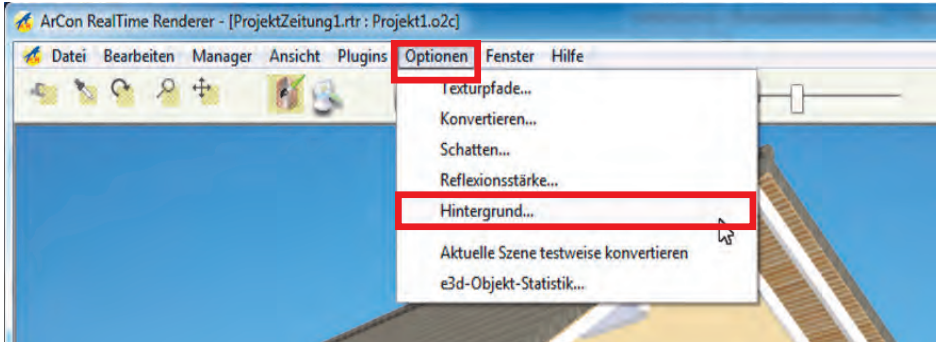 ArCon RealTime Renderer - [ProjektZeitung1.rtr : Projekt1.o2c]
Datei Bearbeiten Manager Ansicht Plugins Optionen Fenster Hilfe
Texturpfade...
Konvertieren...
Schatten...
Reflexionsstärke...
Hintergrund...
Aktuelle Szene testweise konvertieren
e3d-Objekt-Statistik...